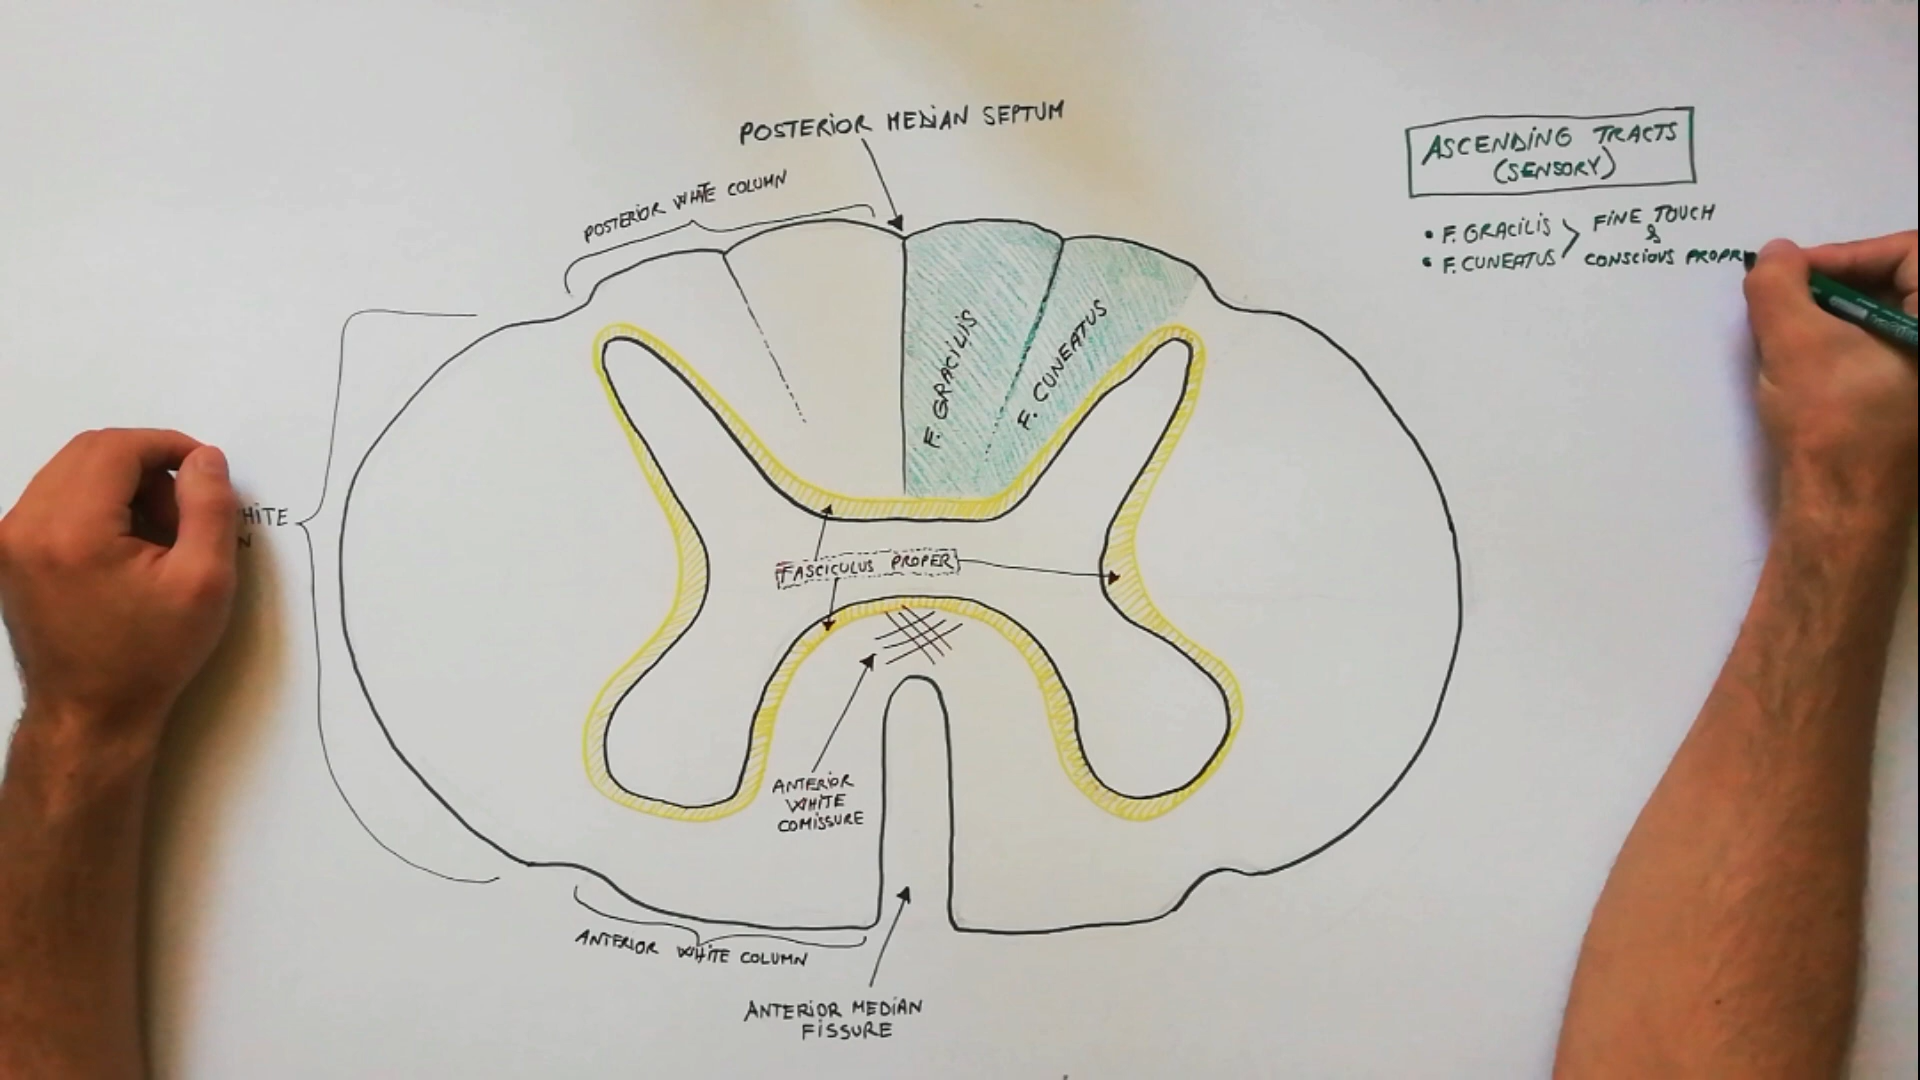 POSTERIOR MEDIAN SEPTUM
POSTERIOR WHITE COLUMN
ASCENDING TRACTS
(SENSORY)
• F. GRACILIS
• F. CUNEATUS
FINE TOUCH
&
CONSCIOUS PROPR
F. GRACILIS
F. CUNEATUS
HITE
N
FASCICULUS PROPER
ANTERIOR
WHITE
COMISSURE
ANTERIOR WHITE COLUMN
ANTERIOR MEDIAN
FISSURE